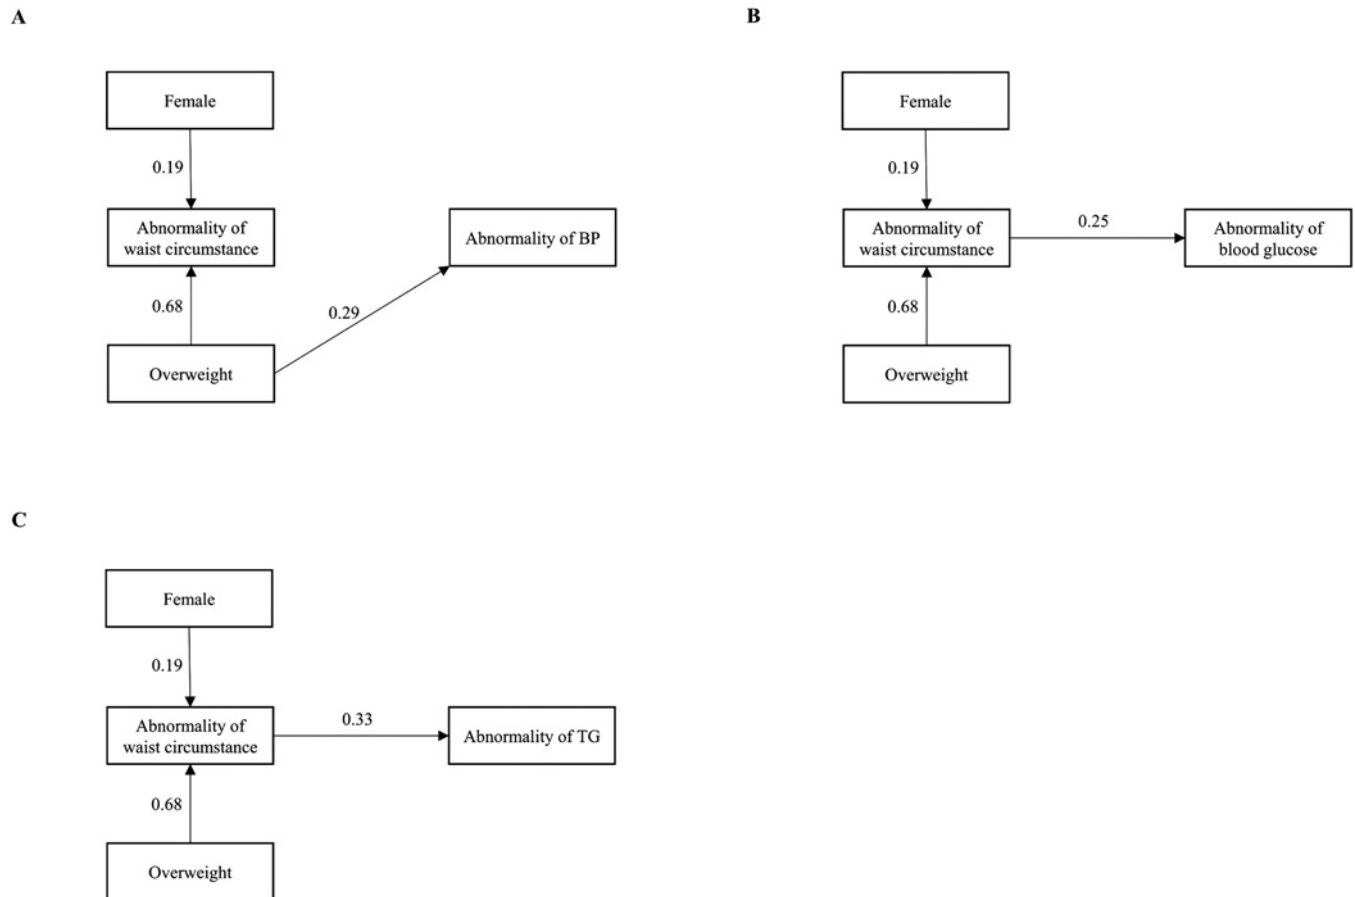 A
Female
0.19
Abnormality of
waist circumstance
Abnormality of BP
0.68
0.29
Overweight
B
Female
0.19
Abnormality of
waist circumstance
0.25
Abnormality of
blood glucose
0.68
Overweight
C
Female
0.19
Abnormality of
waist circumstance
0.33
Abnormality of TG
0.68
Overweight